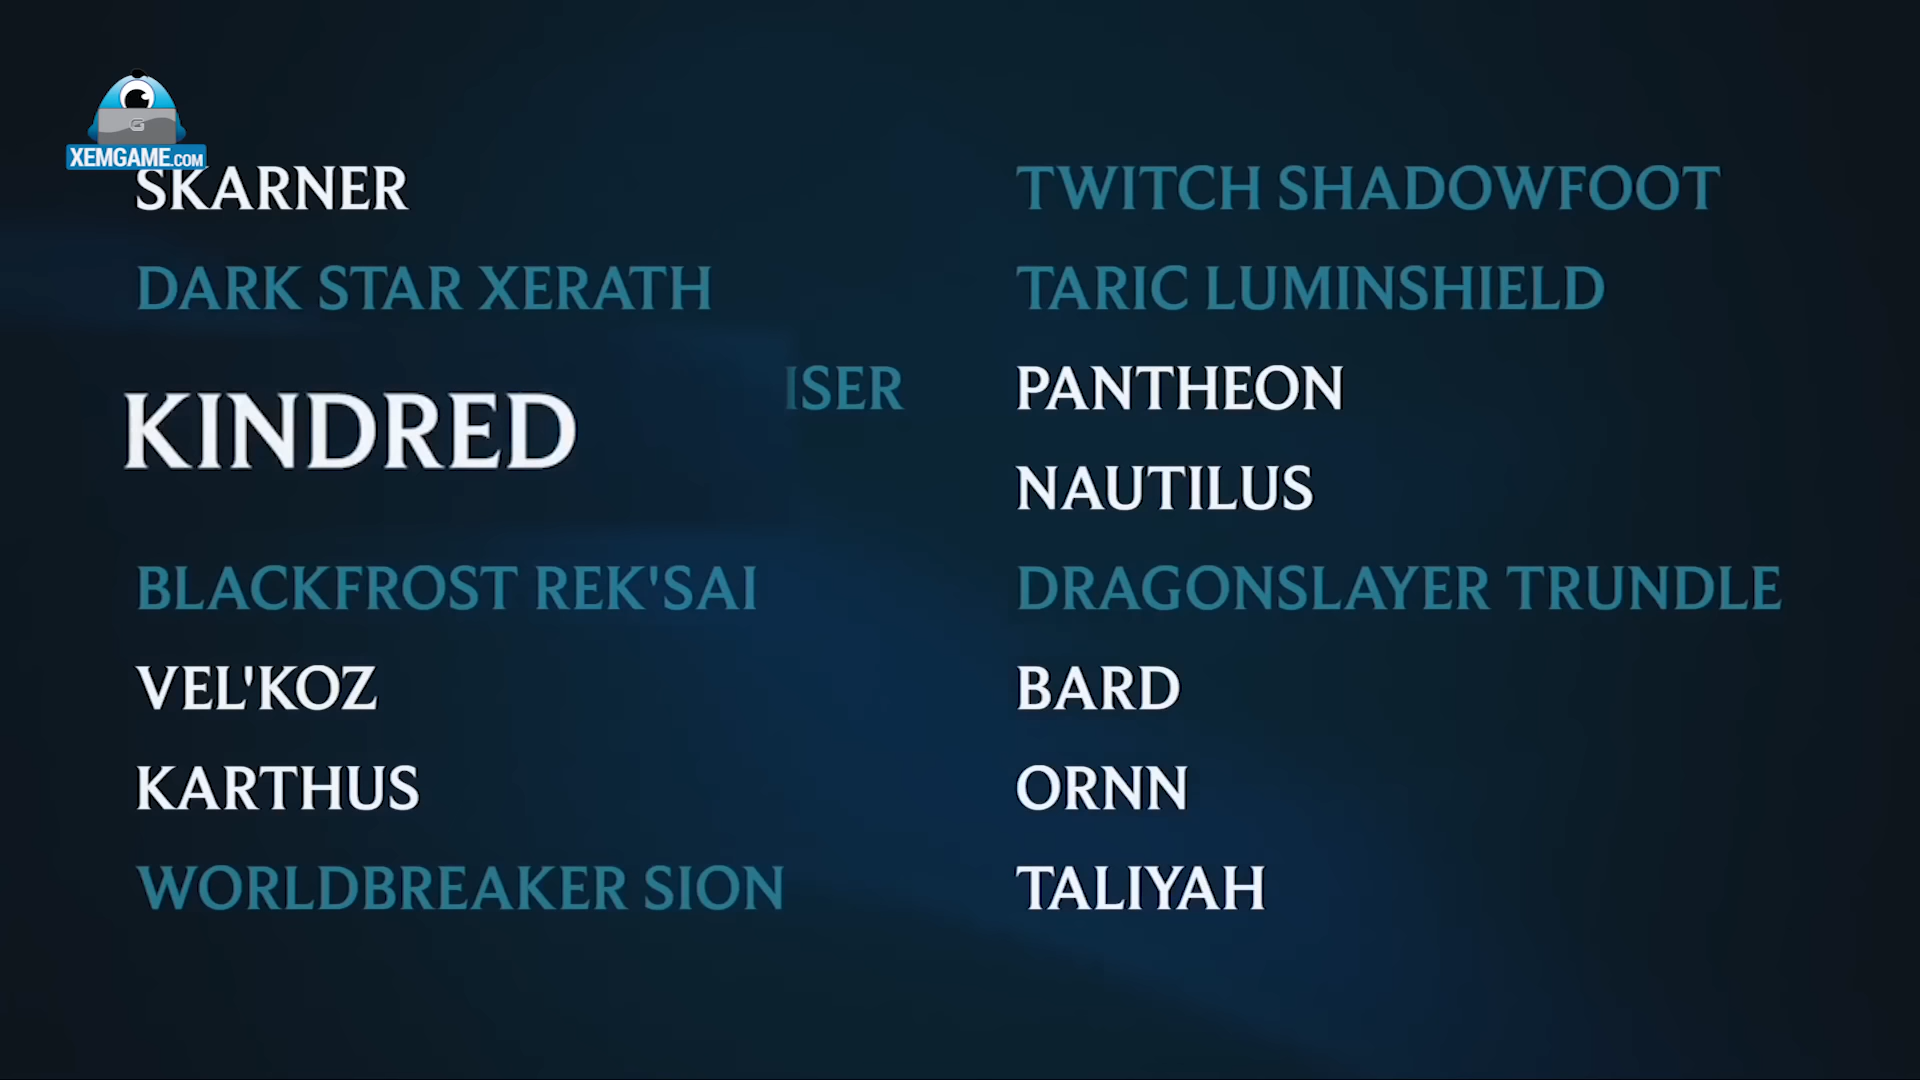 XEMGAME.COM
SKARNER
DARK STAR XERATH
KINDRED
BLACKFROST REK'SAI
VEL'KOZ
KARTHUS
WORLDBREAKER SION
TWITCH SHADOWFOOT
TARIC LUMINSHIELD
PANTHEON
NAUTILUS
DRAGONSLAYER TRUNDLE
BARD
ORNN
TALIYAH